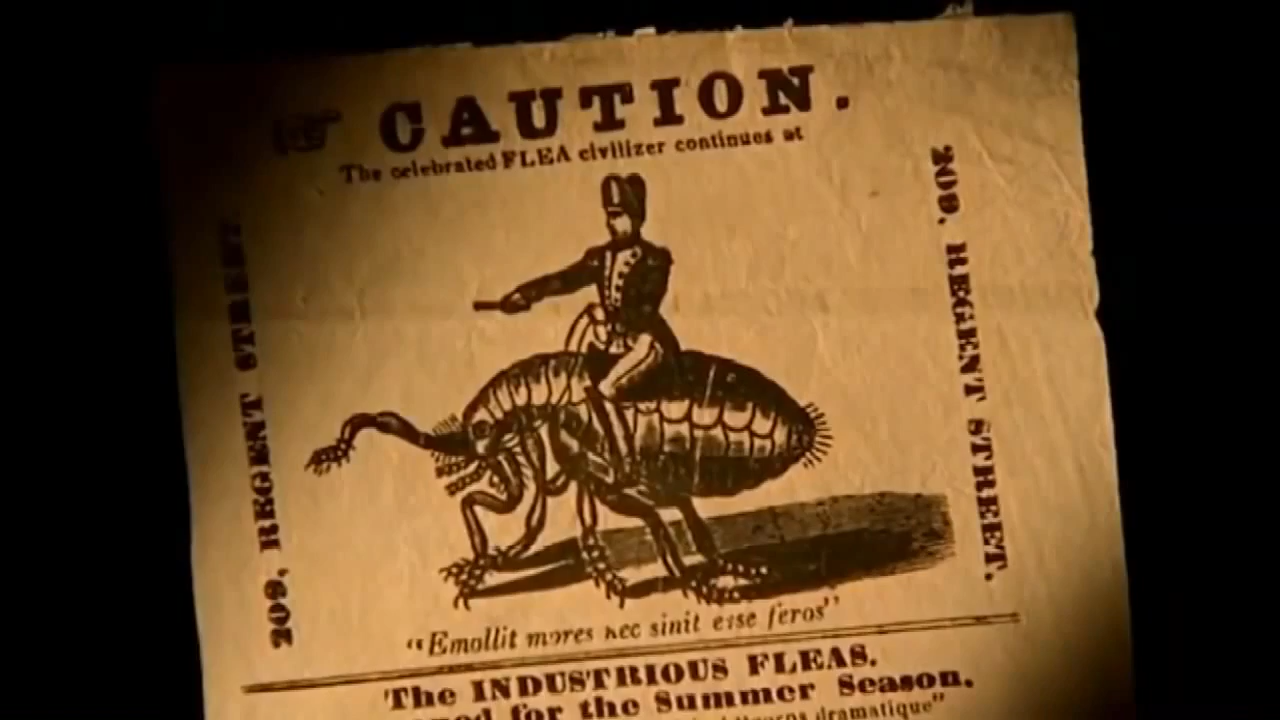 CAUTION.
The celebrated FLEA civilizer continues at
209, REGENT STREET
209, REGENT STREET.
"Emollit mores nec sinit esse feros"
The INDUSTRIOUS FLEAS.
for the Summer Season.
dramatique"